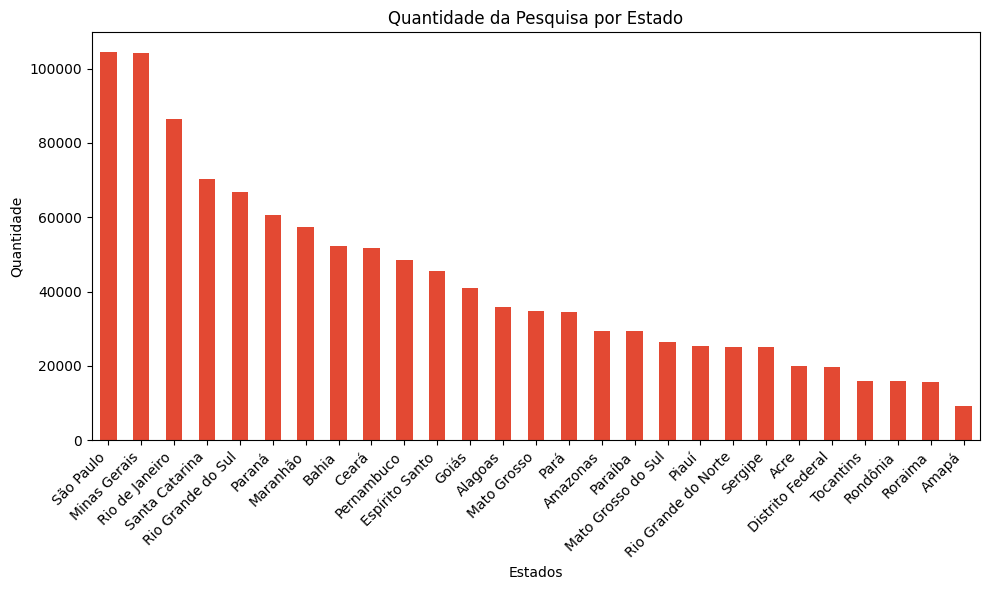 Quantidade da Pesquisa por Estado
Quantidade
100000
80000
60000
40000
20000
0
São Paulo
Minas Gerais
Rio de Janeiro
Santa Catarina
Rio Grande do Sul
Paraná
Maranhão
Bahia
Ceará
Pernambuco
Espírito Santo
Goiás
Alagoas
Mato Grosso
Pará
Amazonas
Paraíba
Mato Grosso do Sul
Piauí
Rio Grande do Norte
Sergipe
Acre
Distrito Federal
Tocantins
Rondônia
Roraima
Amapá
Estados